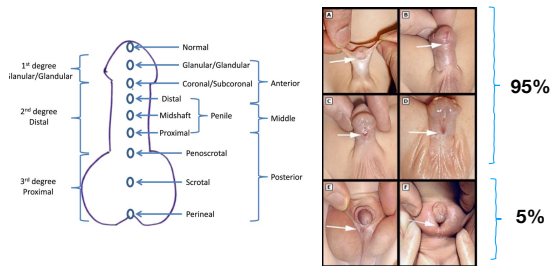 Normal
1st degree
ilanular/Glandular
Glanular/Glandular
Coronal/Subcoronal
Anterior
2nd degree
Distal
Distal
Midshaft
Penile
Middle
Proximal
Penoscrotal
3rd degree
Proximal
Scrotal
Posterior
Perineal
A
B
C
D
E
F
95%
5%